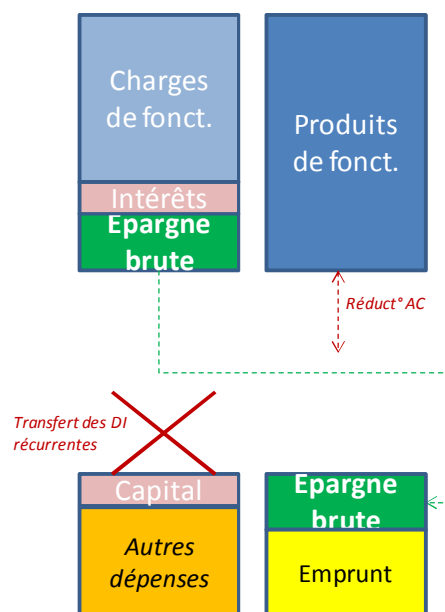 Charges
de fonct.
Intérêts
Epargne
brute
Produits
de fonct.
Réduct° AC
Transfert des DI
récurrentes
Capital
Autres
dépenses
Epargne
brute
Emprunt